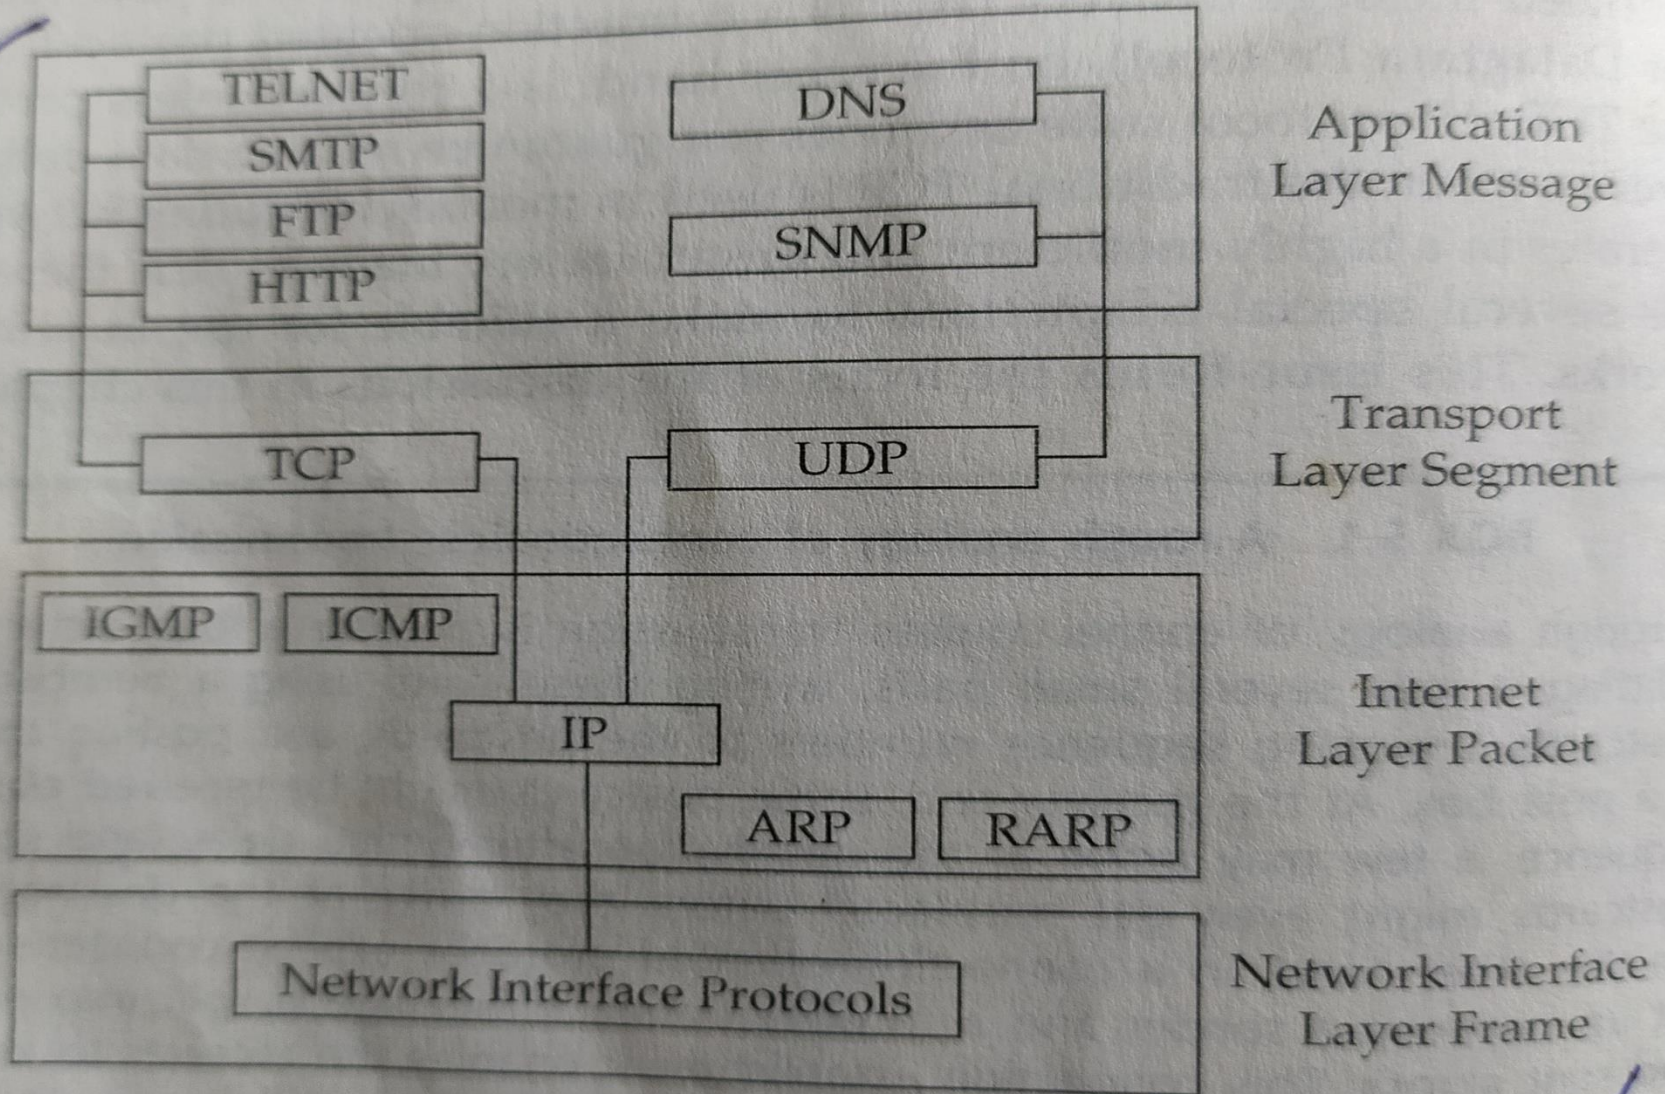 TELNET
SMTP
FTP
HTTP
DNS
SNMP
Application
Layer Message
TCP
UDP
Transport
Layer Segment
IGMP
ICMP
IP
ARP
RARP
Internet
Layer Packet
Network Interface Protocols
Network Interface
Layer Frame